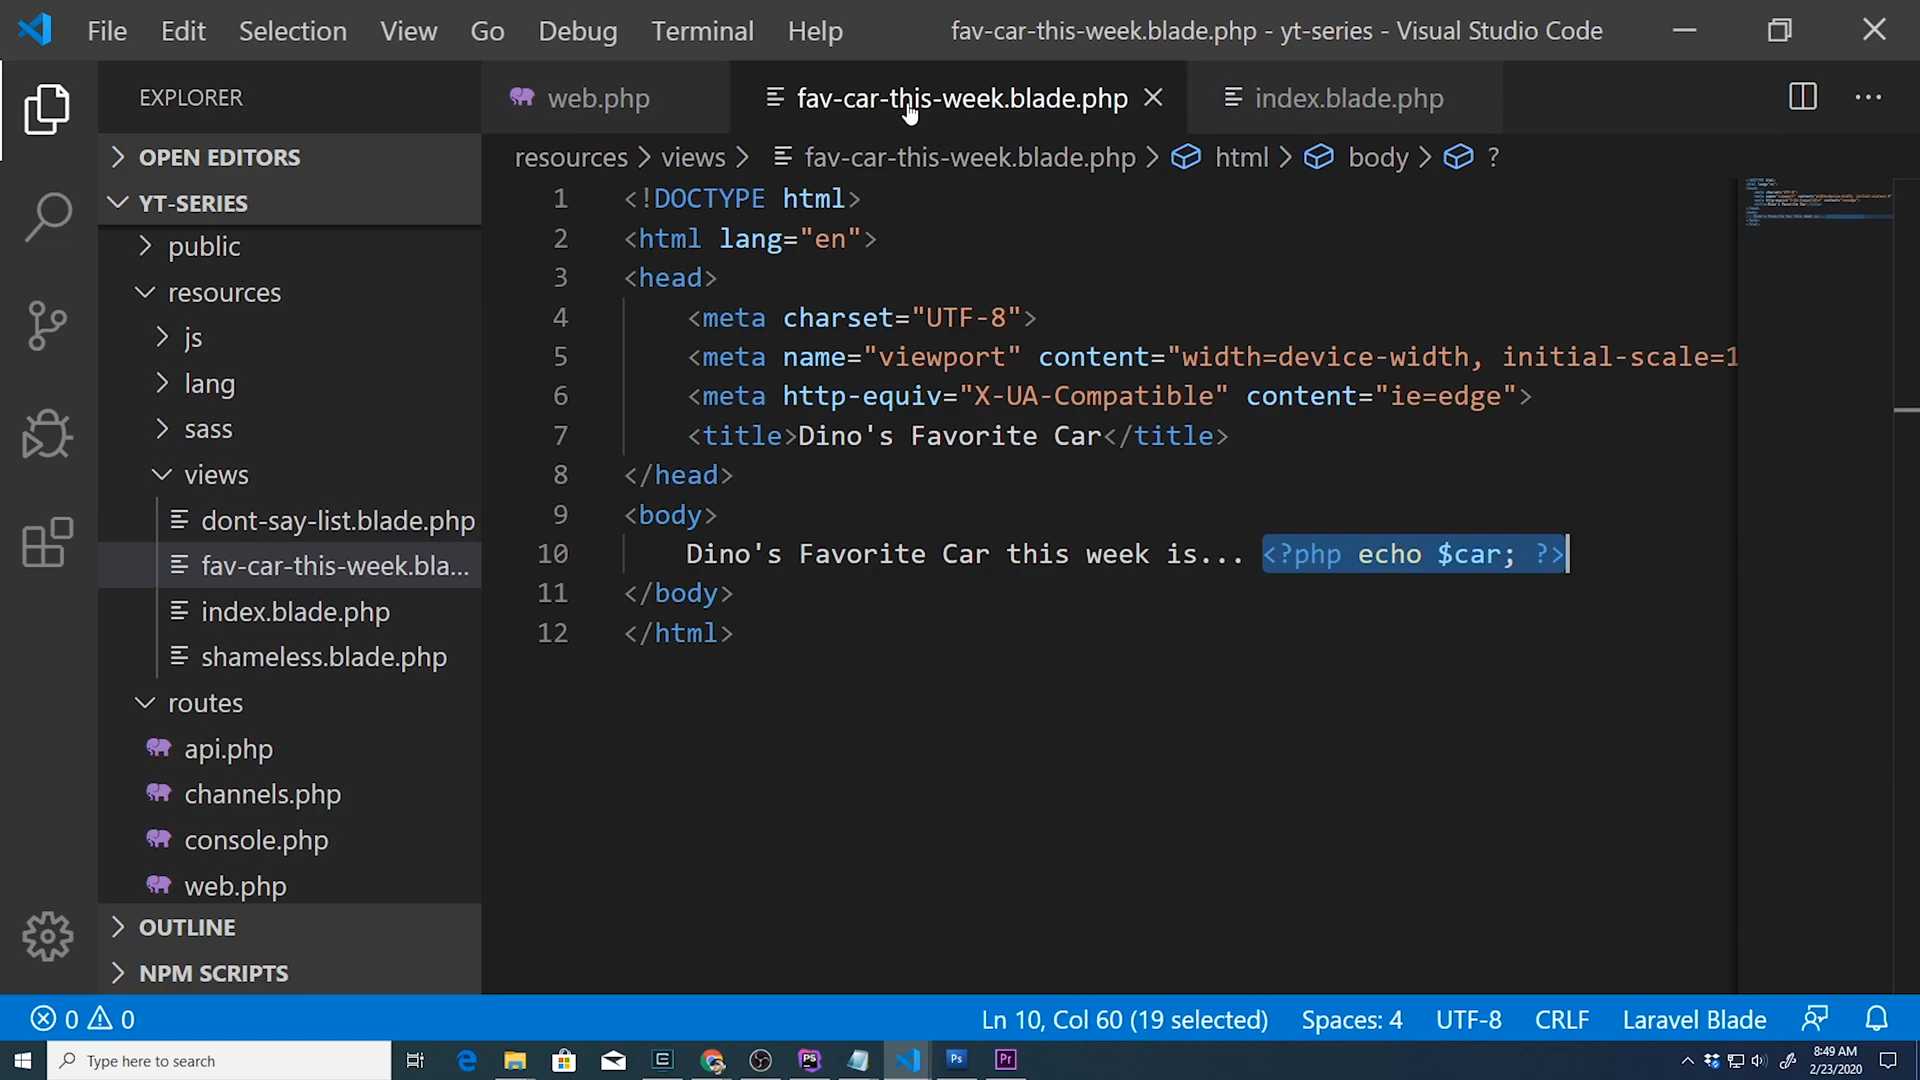 File Edit Selection View Go Debug Terminal Help fav-car-this-week.blade.php - yt-series - Visual Studio Code
EXPLORER
web.php fav-car-this-week.blade.php index.blade.php
OPEN EDITORS
YT-SERIES
public
resources
js
lang
sass
views
dont-say-list.blade.php
fav-car-this-week.bla...
index.blade.php
shameless.blade.php
routes
api.php
channels.php
console.php
web.php
OUTLINE
NPM SCRIPTS
resources > views > fav-car-this-week.blade.php > html > body > ?
1 <!DOCTYPE html>
2 <html lang="en">
3 <head>
4 <meta charset="UTF-8">
5 <meta name="viewport" content="width=device-width, initial-scale=1
6 <meta http-equiv="X-UA-Compatible" content="ie=edge">
7 <title>Dino's Favorite Car</title>
8 </head>
9 <body>
10 Dino's Favorite Car this week is... <?php echo $car; ?>
11 </body>
12 </html>
0 0 Ln 10, Col 60 (19 selected) Spaces: 4 UTF-8 CRLF Laravel Blade
Type here to search
PS
Ps
Pr
8:49 AM
2/23/2020